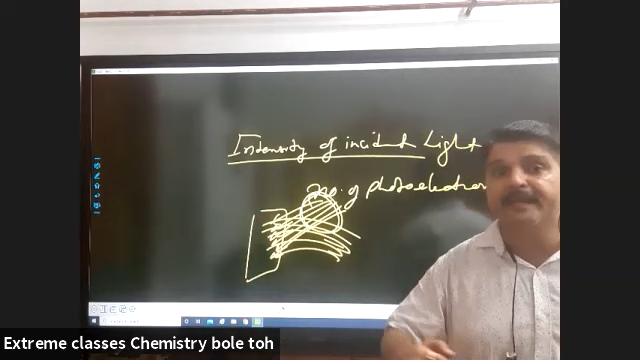 Intensity of incident Light
no. of photoelectron
Extreme classes Chemistry bole toh